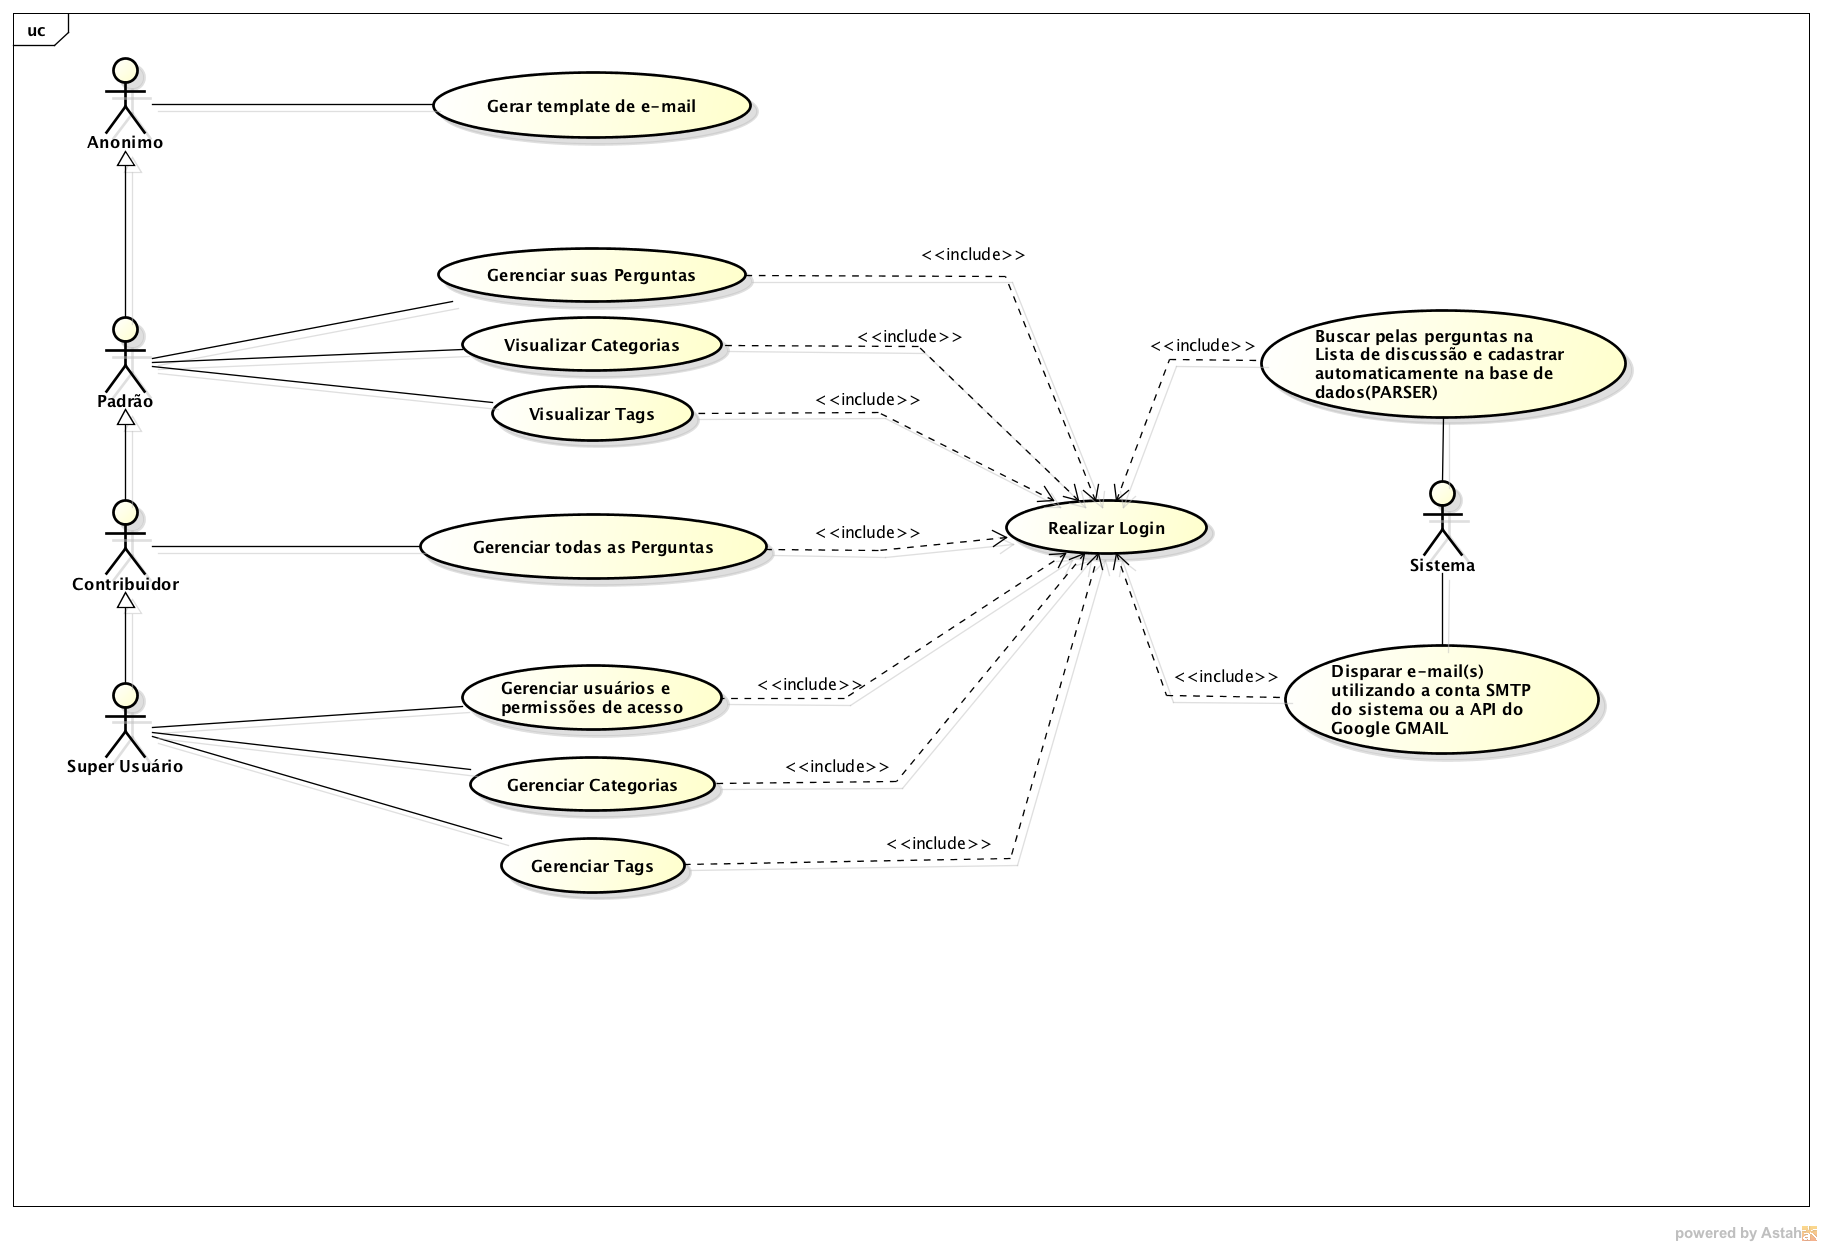 uc
Anonimo
Gerar template de e-mail
Gerenciar suas Perguntas
<<include>>
Padrão
Visualizar Categorias
<<include>>
Visualizar Tags
<<include>>
<<include>>
Buscar pelas perguntas na
Lista de discussão e cadastrar
automaticamente na base de
dados(PARSER)
Contribuidor
Gerenciar todas as Perguntas
<<include>>
Realizar Login
Sistema
Super Usuário
Gerenciar usuários e
permissões de acesso
<<include>>
<<include>>
Disparar e-mail(s)
utilizando a conta SMTP
do sistema ou a API do
Google GMAIL
Gerenciar Categorias
<<include>>
Gerenciar Tags
<<include>>
powered by Astah